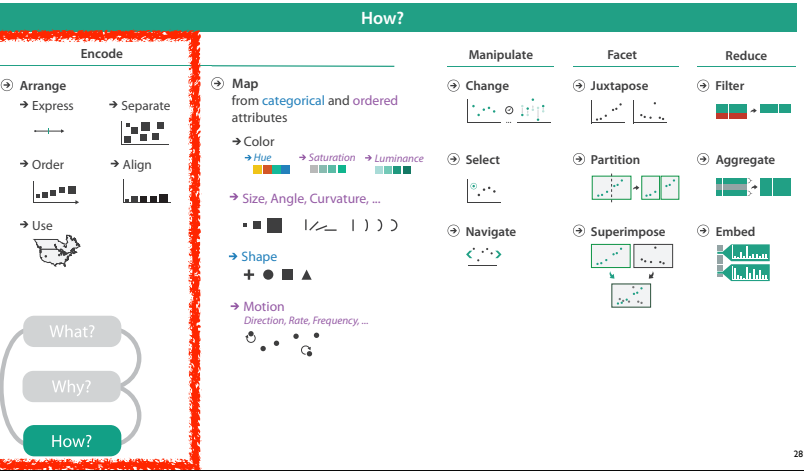 How?
Encode
Manipulate
Facet
Reduce
Arrange
Express
Separate
Order
Align
Use
What?
Why?
How?
Map
from categorical and ordered
attributes
Color
Hue
Saturation
Luminance
Size, Angle, Curvature, ...
Shape
Motion
Direction, Rate, Frequency, ...
Change
...
Select
Navigate
Juxtapose
Partition
Superimpose
Filter
Aggregate
Embed
28